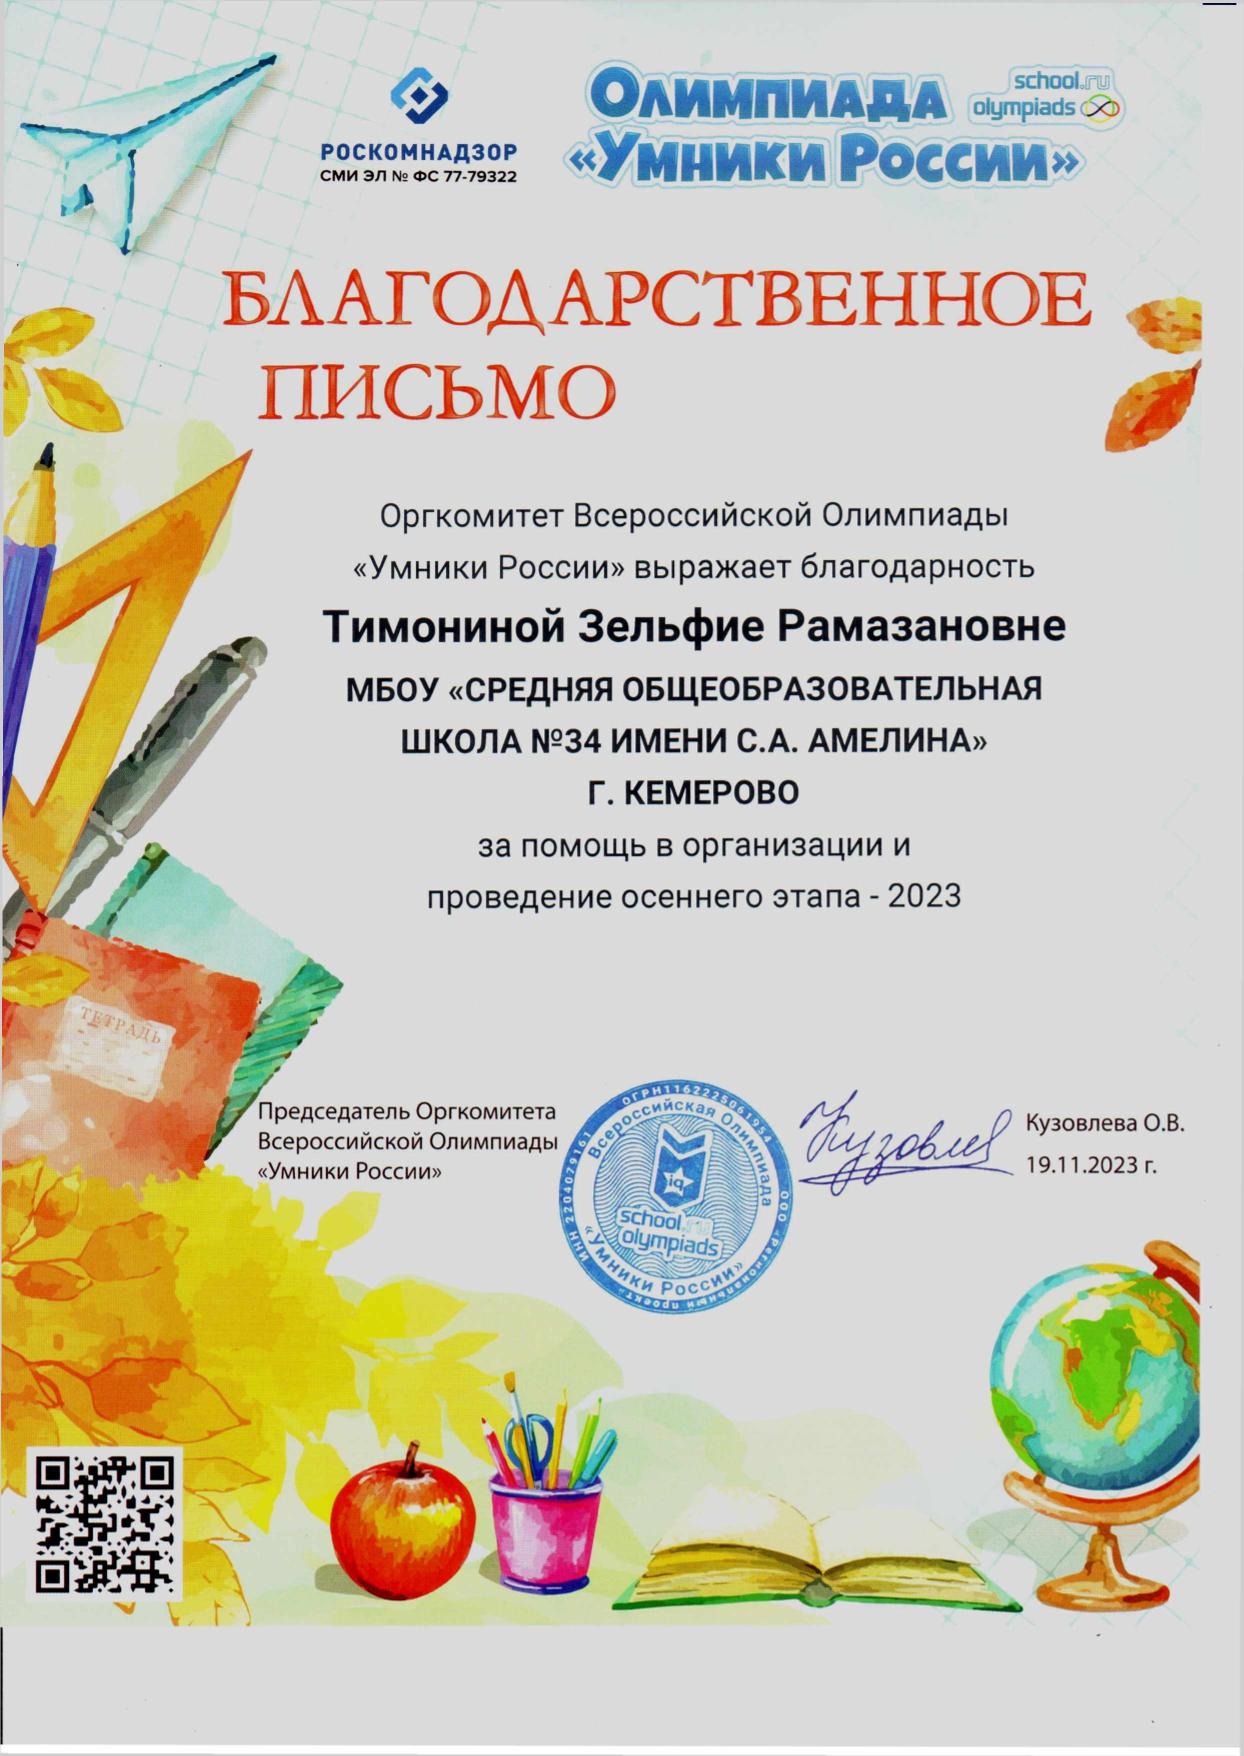 РОСКОМНАДЗОР
СМИ ЭЛ № ФС 77-79322
ОЛИМПИАДА
«УМНИКИ РОССИИ»
school.ru
olympiads
БЛАГОДАРСТВЕННОЕ
ПИСЬМО
Оргкомитет Всероссийской Олимпиады
«Умники России» выражает благодарность
Тимониной Зельфие Рамазановне
МБОУ «СРЕДНЯЯ ОБЩЕОБРАЗОВАТЕЛЬНАЯ
ШКОЛА №34 ИМЕНИ С.А. АМЕЛИНА»
Г. КЕМЕРОВО
за помощь в организации и
проведение осеннего этапа - 2023
ТЕТРАДЬ
Председатель Оргкомитета
Всероссийской Олимпиады
«Умники России»
ОГРН1162225061954
ООО «Региональный проект»
ИНН 2204079161
Всероссийская Олимпиада
«Умники России»
iq
school.ru
olympiads
Кузовлев
Кузовлева О.В.
19.11.2023 г.